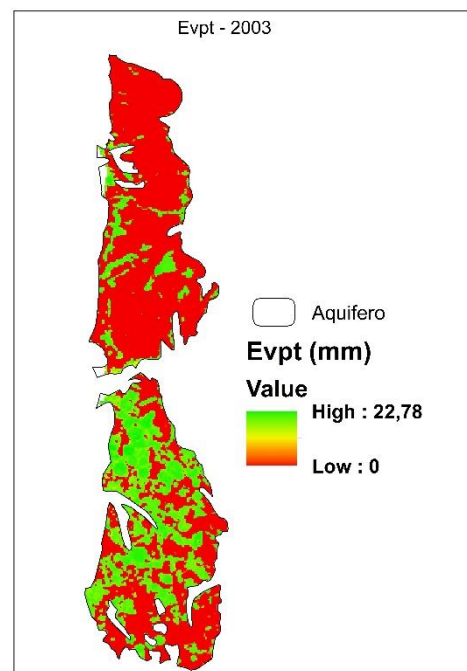 Evpt - 2003
Aquifero
Evpt (mm)
Value
High : 22,78
Low : 0